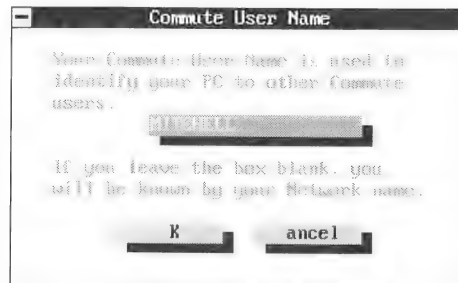 Commute User Name
Your Commute User Name is used to
identify your PC to other Commute
users.
MITSHELL
If you leave the box blank, you
will be known by your Network name.
K
ancel